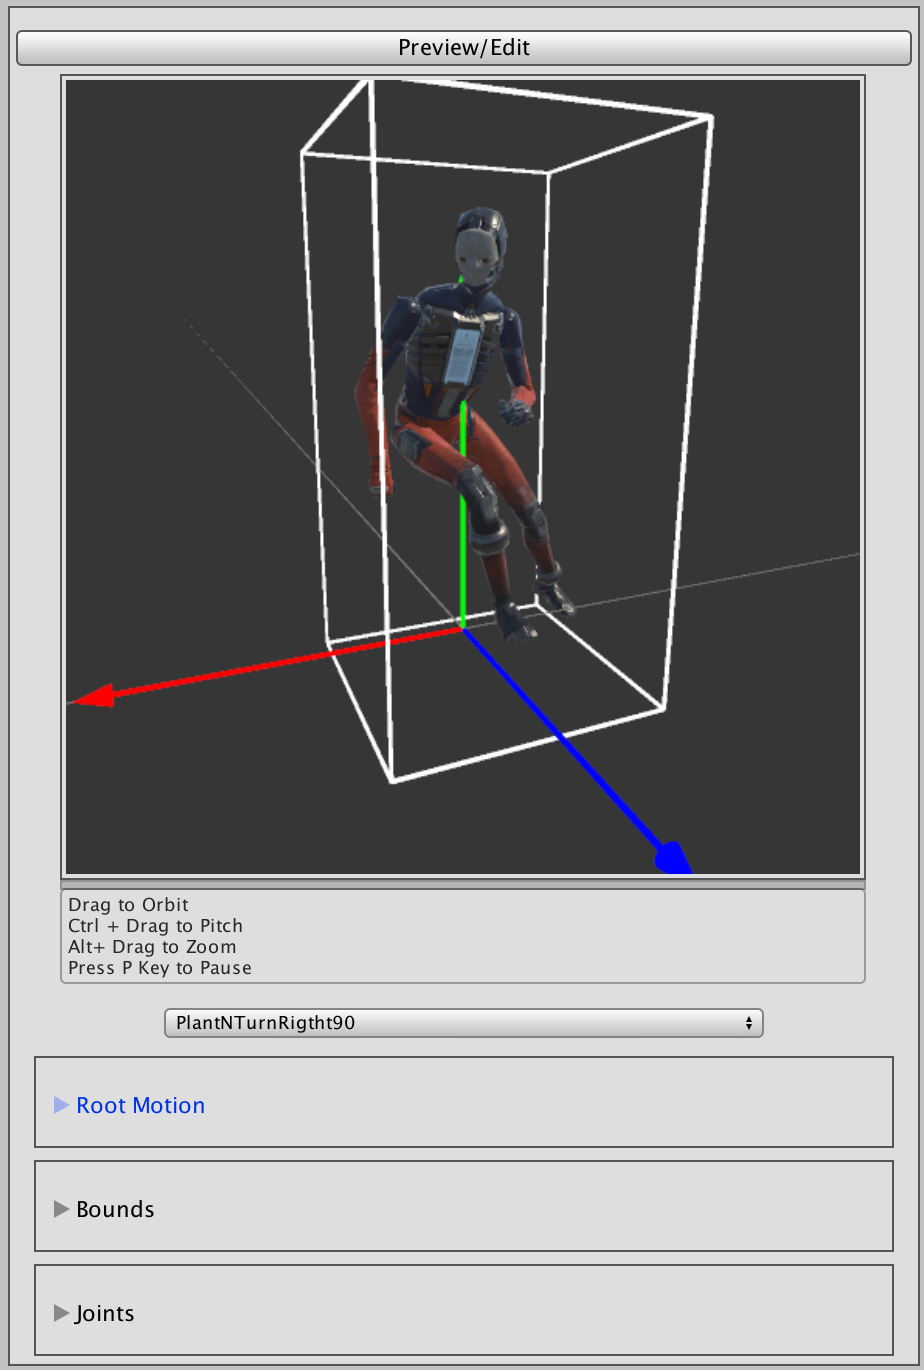 Preview/Edit
Drag to Orbit
Ctrl + Drag to Pitch
Alt+ Drag to Zoom
Press P Key to Pause
PlantNTurnRigtht90
Root Motion
Bounds
Joints